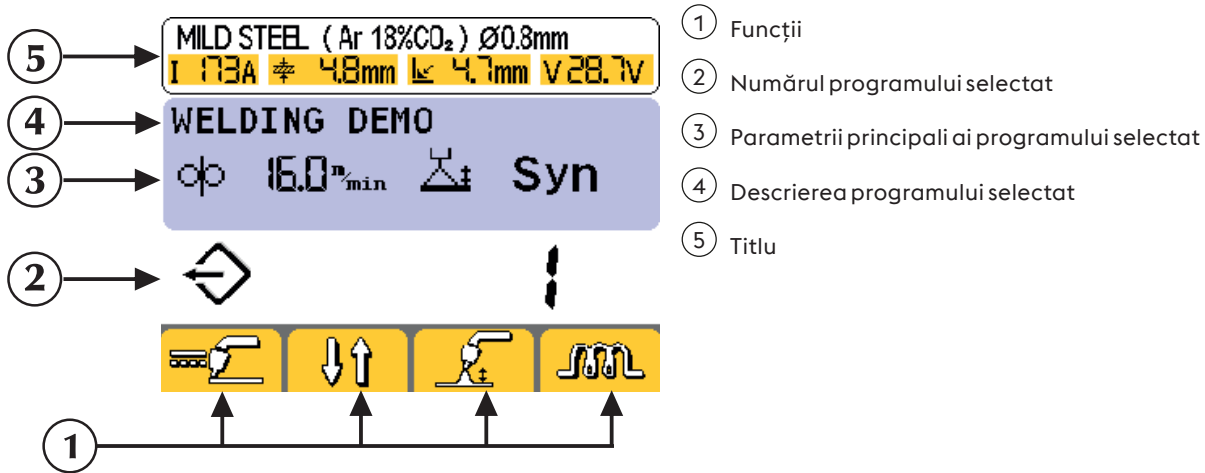 MILD STEEL (Ar 18%CO₂) Ø0.8mm
I 173A 4.8mm 4.7mm V 28.7V
WELDING DEMO
16.0 m/min Syn
1
5
4
3
2
1
1 Funcții
2 Numărul programului selectat
3 Parametrii principali ai programului selectat
4 Descrierea programului selectat
5 Titlu